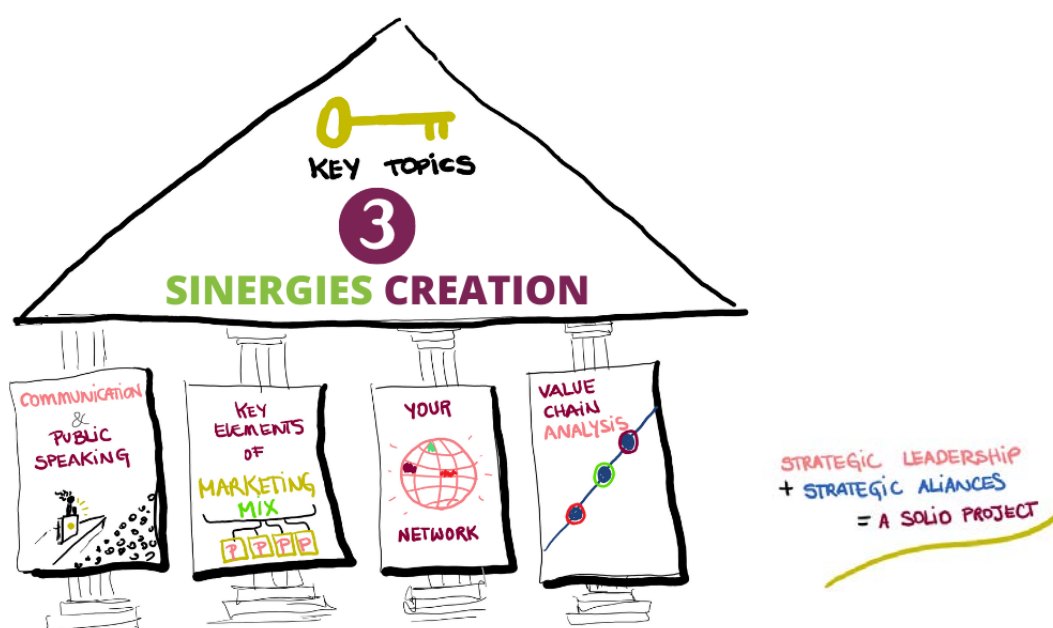 KEY TOPICS
3
SINERGIES CREATION
COMMUNICATION
&
PUBLIC
SPEAKING
KEY
ELEMENTS
OF
MARKETING
MIX
P P P P
YOUR
NETWORK
VALUE
CHAIN
ANALYSIS
STRATEGIC LEADERSHIP
+ STRATEGIC ALIANCES
= A SOLID PROJECT